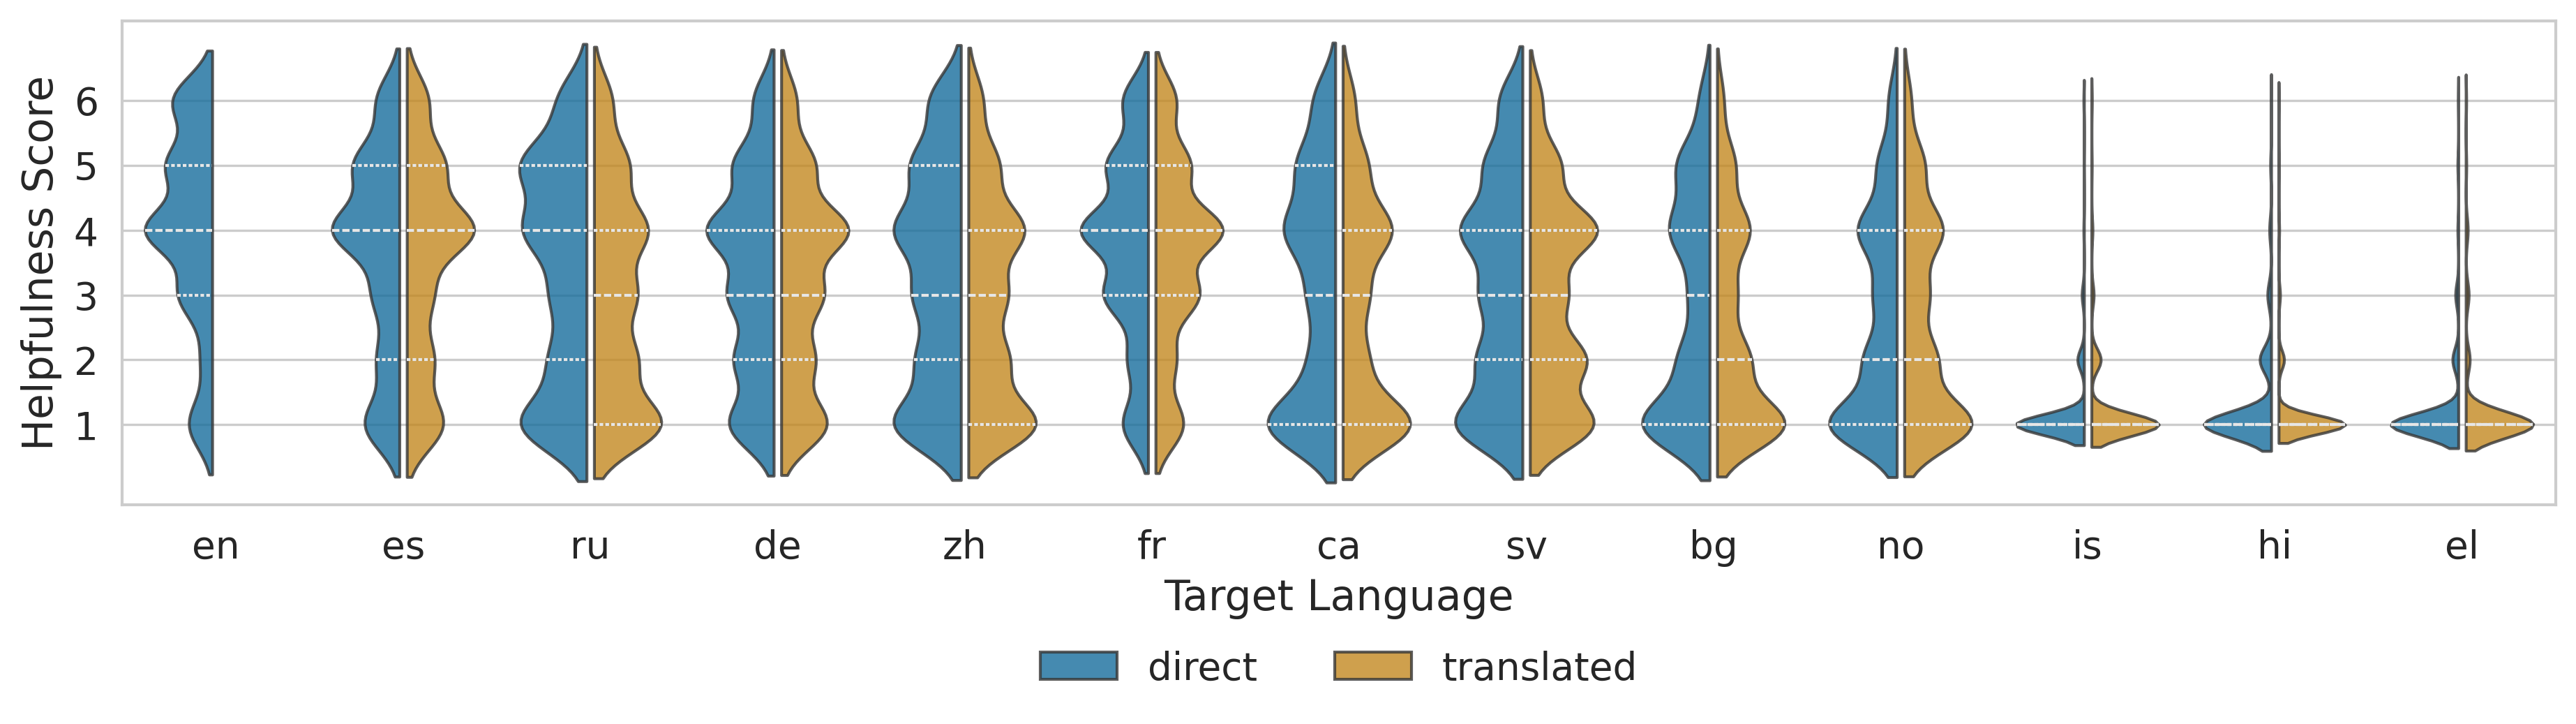 Helpfulness Score
6
5
4
3
2
1
en es ru de zh fr ca sv bg no is hi el
Target Language
direct translated